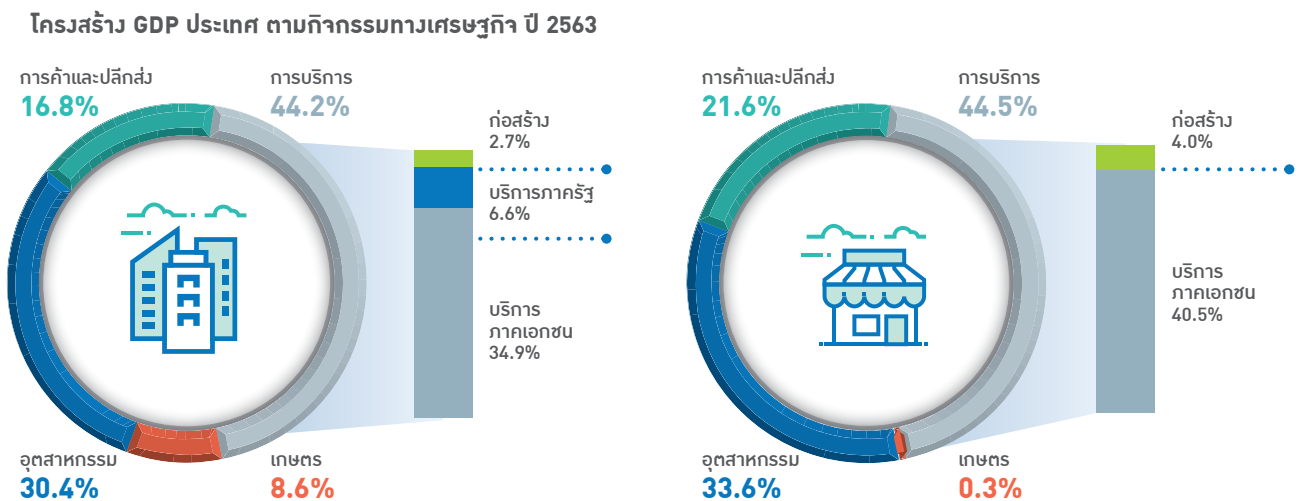 โครงสร้าง GDP ประเทศ ตามกิจกรรมทางเศรษฐกิจ ปี 2563
การค้าและปลีกส่ง
16.8%
การบริการ
44.2%
ก่อสร้าง
2.7%
บริการภาครัฐ
6.6%
บริการ
ภาคเอกชน
34.9%
อุตสาหกรรม
30.4%
เกษตร
8.6%
การค้าและปลีกส่ง
21.6%
การบริการ
44.5%
ก่อสร้าง
4.0%
บริการ
ภาคเอกชน
40.5%
อุตสาหกรรม
33.6%
เกษตร
0.3%